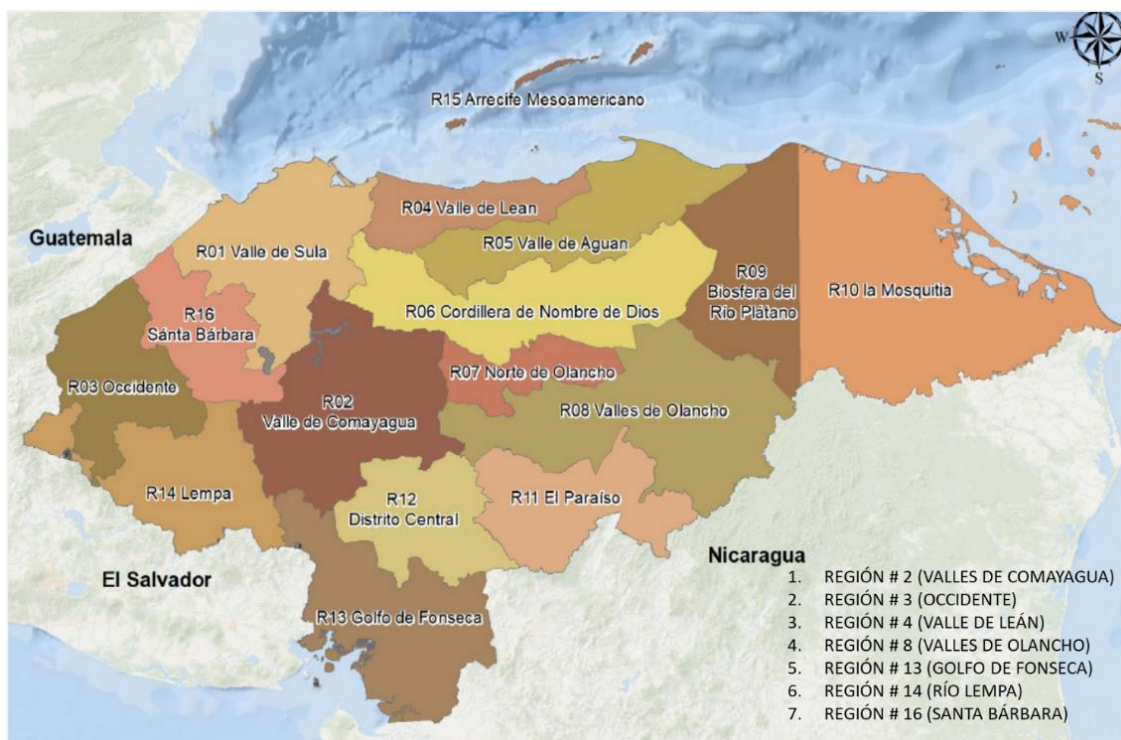 W
S
R15 Arrecife Mesoamericano
R04 Valle de Lean
Guatemala
R01 Valle de Sula
R05 Valle de Aguan
R09
Biosfera del
Río Plátano
R10 la Mosquitia
R06 Cordillera de Nombre de Dios
R16
Sánta Bárbara
R03 Occidente
R07 Norte de Olancho
R02
Valle de Comayagua
R08 Valles de Olancho
R14 Lempa
R12
Distrito Central
R11 El Paraíso
Nicaragua
El Salvador
R13 Golfo de Fonseca
1. REGIÓN # 2 (VALLES DE COMAYAGUA)
2. REGIÓN # 3 (OCCIDENTE)
3. REGIÓN # 4 (VALLE DE LEÁN)
4. REGIÓN # 8 (VALLES DE OLANCHO)
5. REGIÓN # 13 (GOLFO DE FONSECA)
6. REGIÓN # 14 (RÍO LEMPA)
7. REGIÓN # 16 (SANTA BÁRBARA)